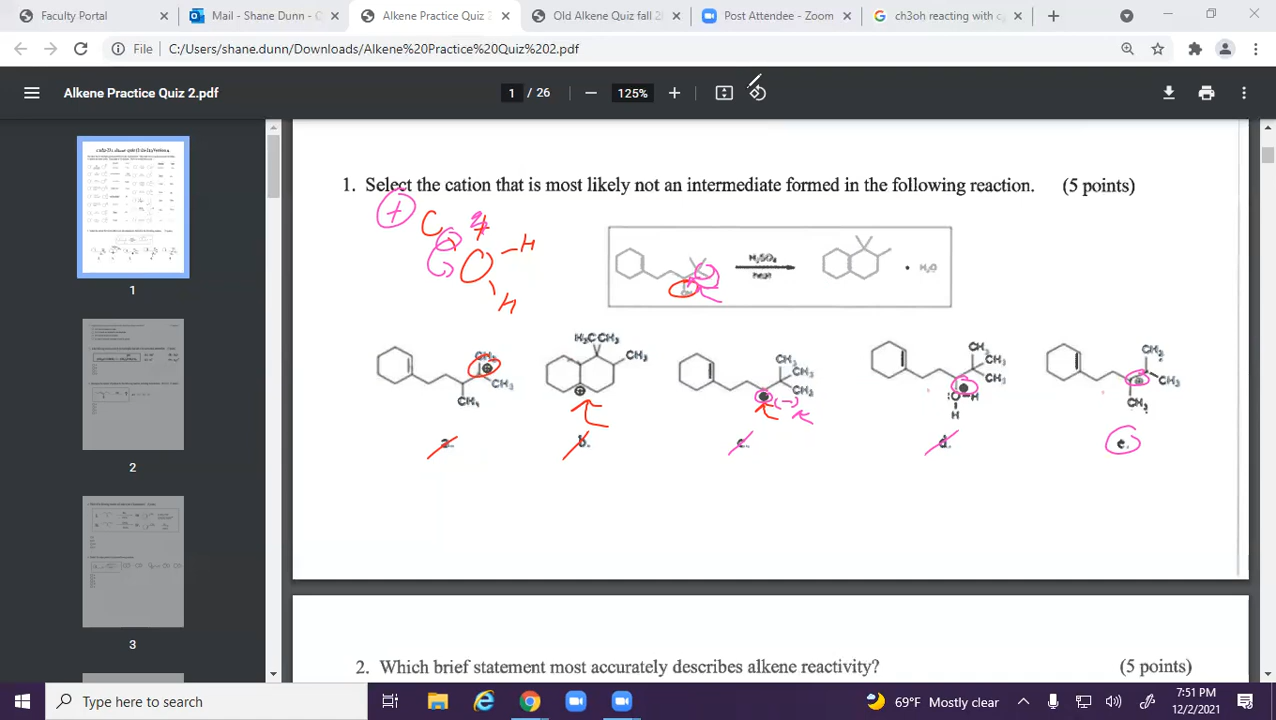 Faculty Portal
Mail - Shane Dunn - C
Alkene Practice Quiz 2
Old Alkene Quiz fall 2
Post Attendee - Zoom
ch3oh reacting with c
File
C:/Users/shane.dunn/Downloads/Alkene%20Practice%20Quiz%202.pdf
Alkene Practice Quiz 2.pdf
1 / 26
125%
1
2
3
1. Select the cation that is most likely not an intermediate formed in the following reaction. (5 points)
+ C
O H
H
H₂SO₄
heat
OH
• H₂O
CH₃
CH₃
H₃C CH₃
CH₃
CH₃
CH₃
CH₃
(-)
CH₃
CH₃
CH₃
:O—H
H
CH₃
CH₃
CH₃
a.
b.
c.
d.
e.
2. Which brief statement most accurately describes alkene reactivity? (5 points)
Type here to search
69°F Mostly clear
7:51 PM
12/2/2021